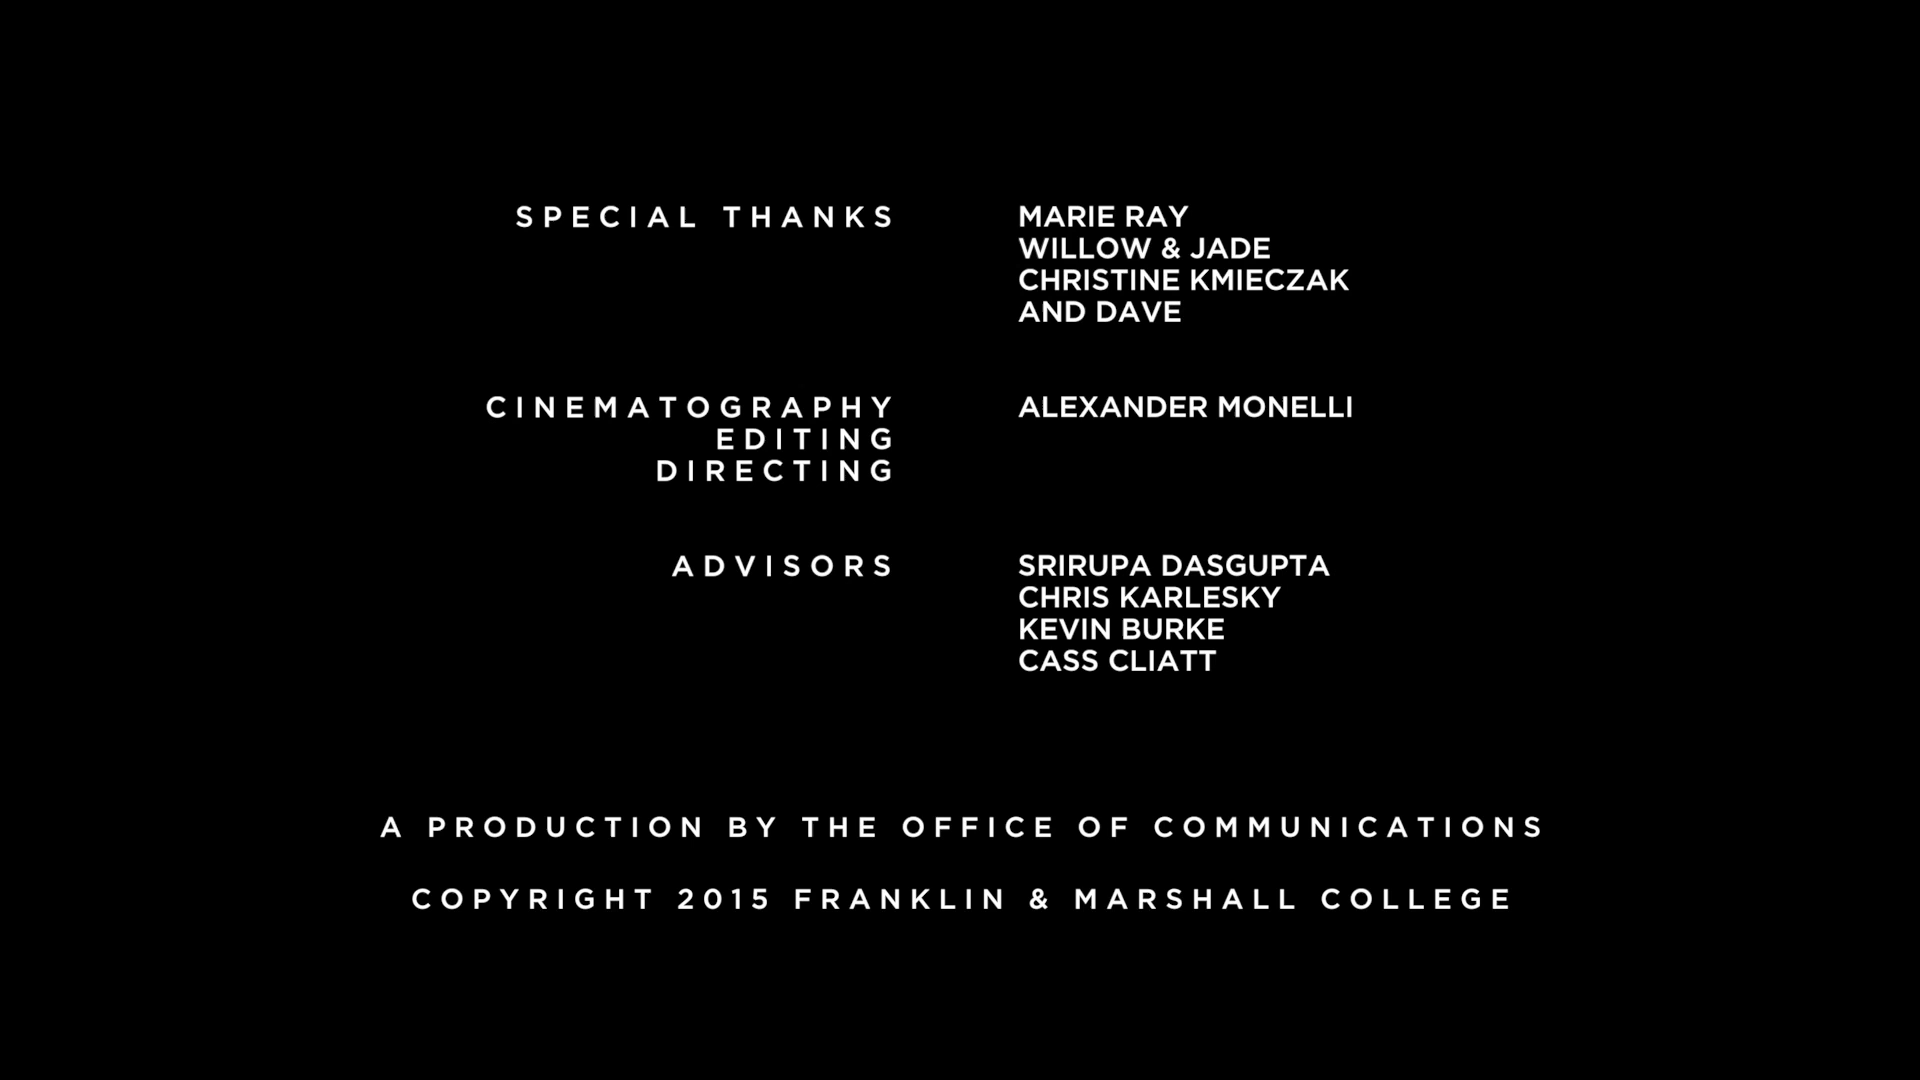 SPECIAL THANKS MARIE RAY
WILLOW & JADE
CHRISTINE KMIECZAK
AND DAVE
CINEMATOGRAPHY ALEXANDER MONELLI
EDITING
DIRECTING
ADVISORS SRIRUPA DASGUPTA
CHRIS KARLESKY
KEVIN BURKE
CASS CLIATT
A PRODUCTION BY THE OFFICE OF COMMUNICATIONS
COPYRIGHT 2015 FRANKLIN & MARSHALL COLLEGE